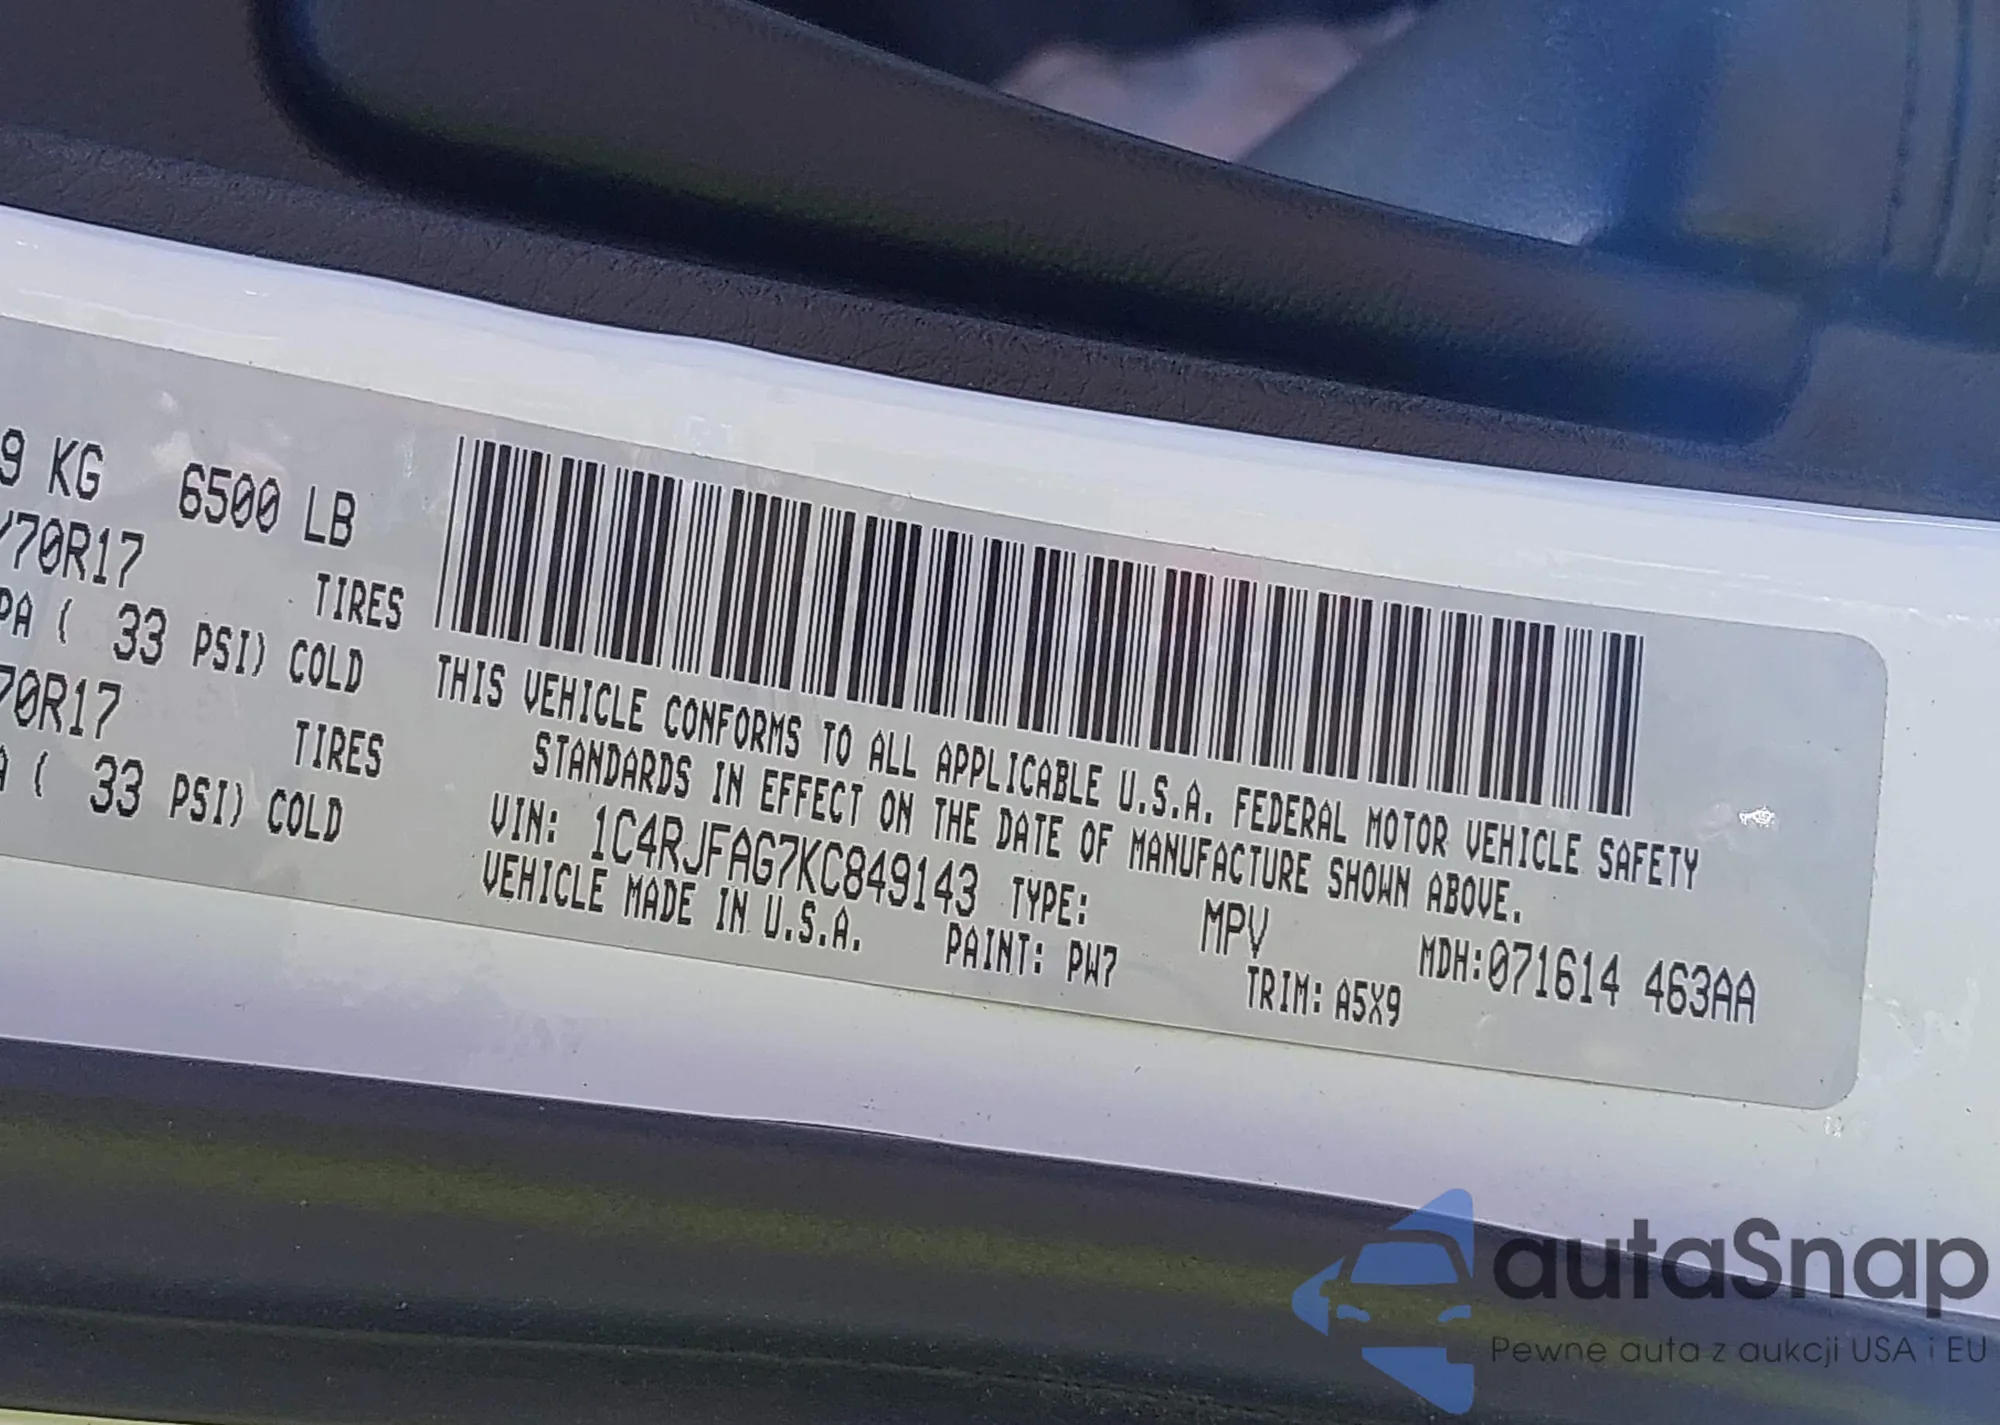 9 KG 6500 LB
/70R17
TIRES
PA ( 33 PSI) COLD
70R17
TIRES
A ( 33 PSI) COLD
THIS VEHICLE CONFORMS TO ALL APPLICABLE U.S.A. FEDERAL MOTOR VEHICLE SAFETY
STANDARDS IN EFFECT ON THE DATE OF MANUFACTURE SHOWN ABOVE.
VIN: 1C4RJFAG7KC849143 TYPE: MPV MDH:071614 463AA
VEHICLE MADE IN U.S.A. PAINT: PW7 TRIM: A5X9
autaSnap
Pewne auta z aukcji USA i EU